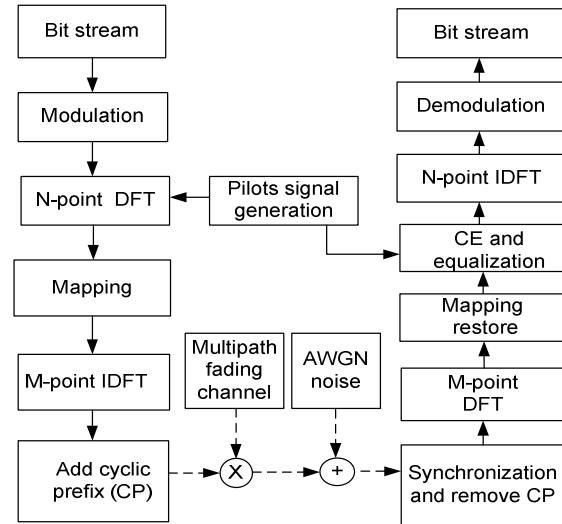 Bit stream
Modulation
N-point DFT
Mapping
M-point IDFT
Add cyclic
prefix (CP)
Pilots signal
generation
Multipath
fading
channel
AWGN
noise
X
+
Bit stream
Demodulation
N-point IDFT
CE and
equalization
Mapping
restore
M-point
DFT
Synchronization
and remove CP